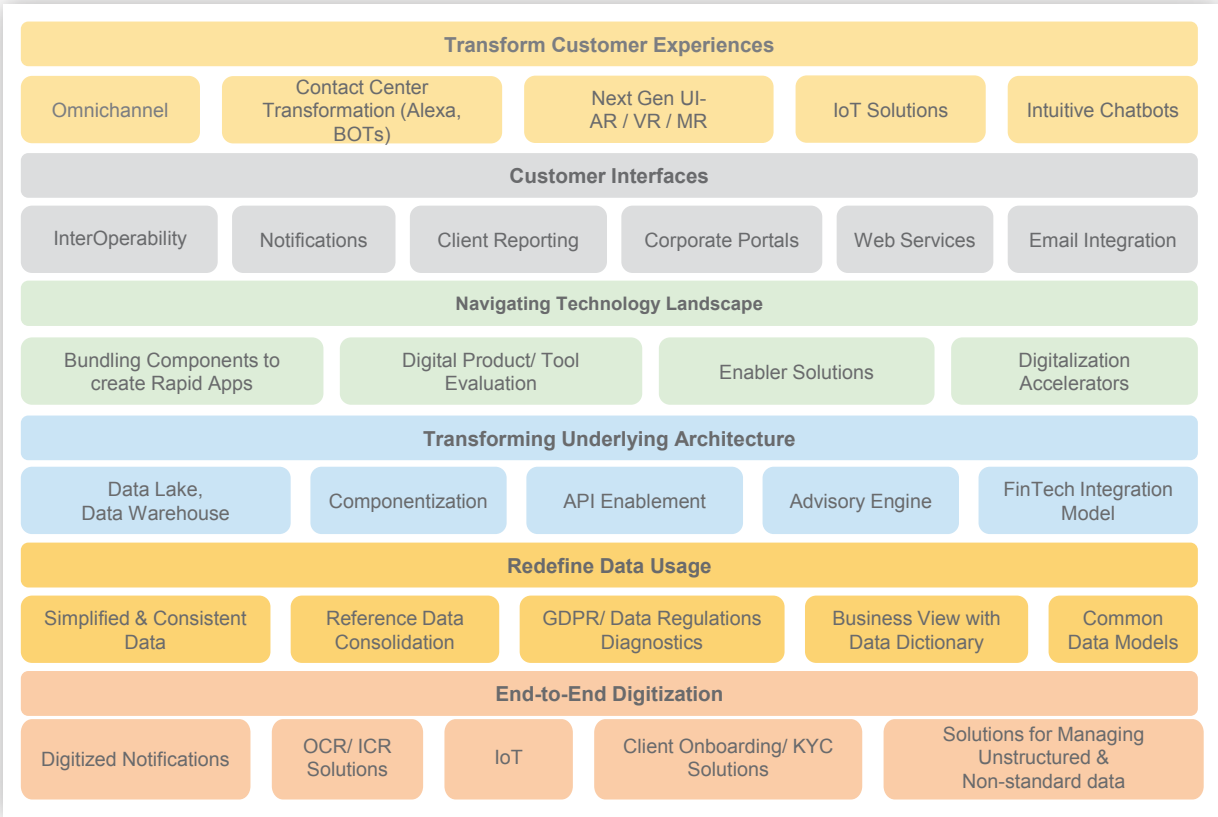 Transform Customer Experiences
Omnichannel
Contact Center
Transformation (Alexa,
BOTs)
Next Gen UI-
AR / VR / MR
IoT Solutions
Intuitive Chatbots
Customer Interfaces
InterOperability
Notifications
Client Reporting
Corporate Portals
Web Services
Email Integration
Navigating Technology Landscape
Bundling Components to
create Rapid Apps
Digital Product/ Tool
Evaluation
Enabler Solutions
Digitalization
Accelerators
Transforming Underlying Architecture
Data Lake,
Data Warehouse
Componentization
API Enablement
Advisory Engine
FinTech Integration
Model
Redefine Data Usage
Simplified & Consistent
Data
Reference Data
Consolidation
GDPR/ Data Regulations
Diagnostics
Business View with
Data Dictionary
Common
Data Models
End-to-End Digitization
Digitized Notifications
OCR/ ICR
Solutions
IoT
Client Onboarding/ KYC
Solutions
Solutions for Managing
Unstructured &
Non-standard data